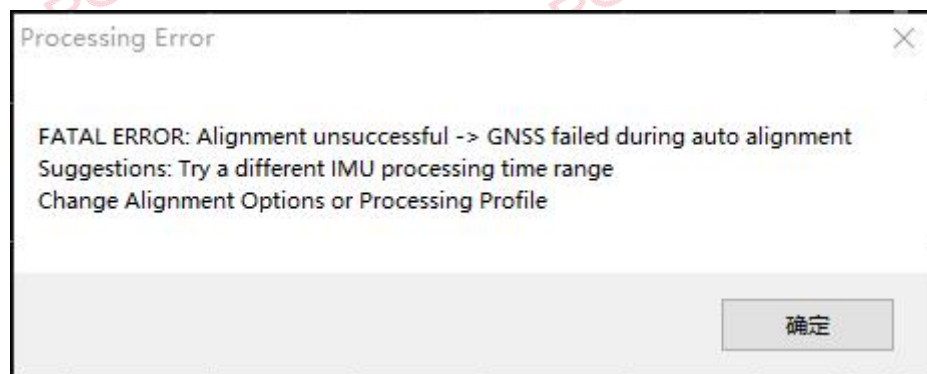 Processing Error
FATAL ERROR: Alignment unsuccessful -> GNSS failed during auto alignment
Suggestions: Try a different IMU processing time range
Change Alignment Options or Processing Profile
确定